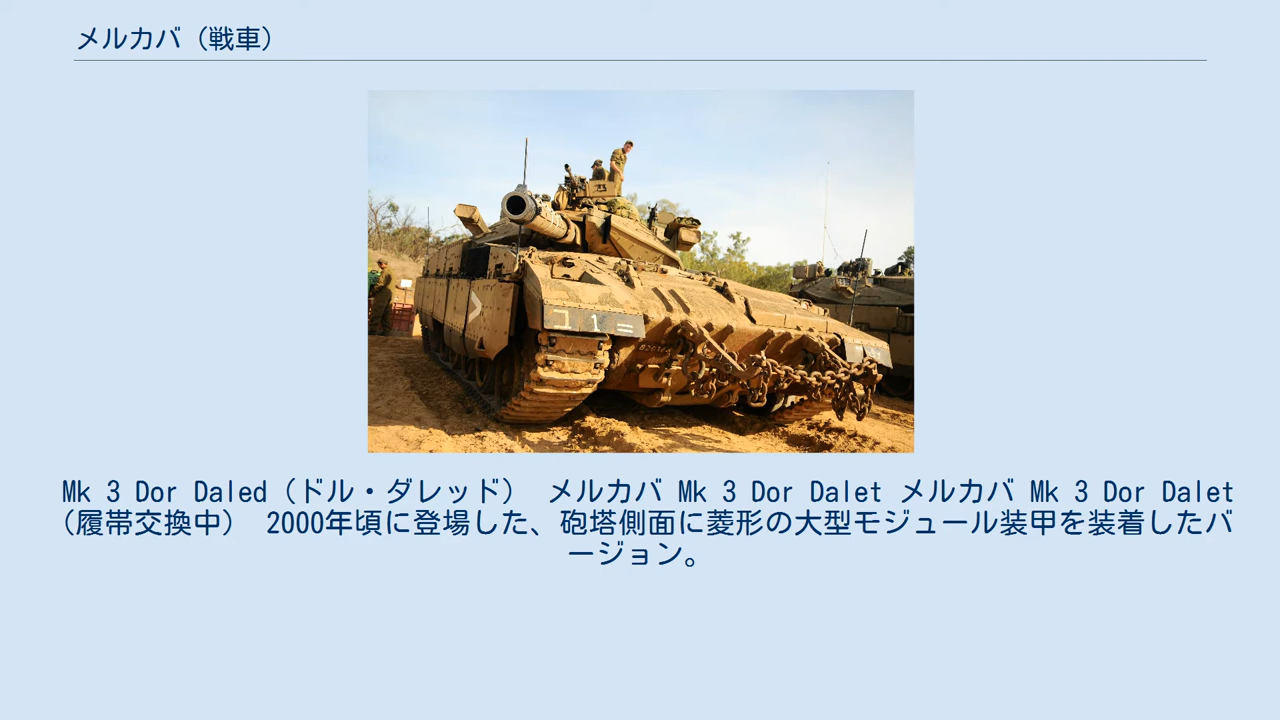 メルカバ（戦車）
Mk 3 Dor Daled（ドル・ダレッド） メルカバ Mk 3 Dor Dalet メルカバ Mk 3 Dor Dalet
（履帯交換中） 2000年頃に登場した、砲塔側面に菱形の大型モジュール装甲を装着したバ
ージョン。